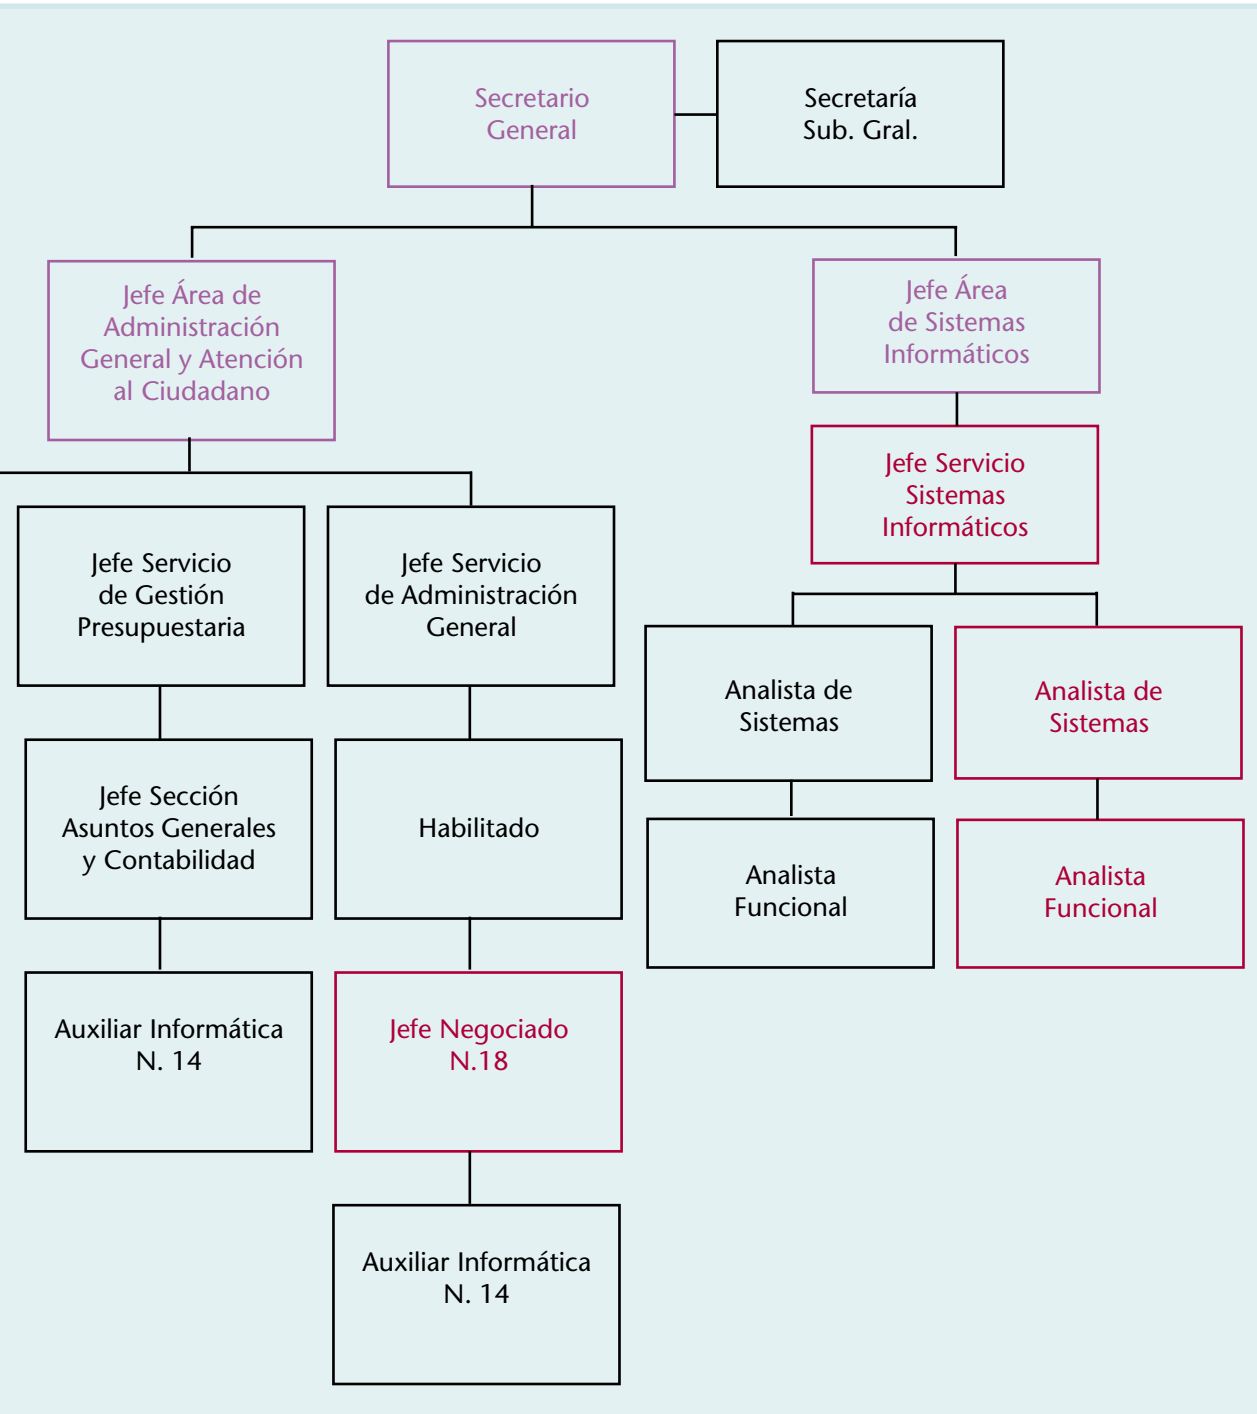 Secretario
General
Secretaría
Sub. Gral.
Jefe Área de
Administración
General y Atención
al Ciudadano
Jefe Área
de Sistemas
Informáticos
Jefe Servicio
Sistemas
Informáticos
Jefe Servicio
de Gestión
Presupuestaria
Jefe Servicio
de Administración
General
Analista de
Sistemas
Analista de
Sistemas
Jefe Sección
Asuntos Generales
y Contabilidad
Habilitado
Analista
Funcional
Analista
Funcional
Auxiliar Informática
N. 14
Jefe Negociado
N.18
Auxiliar Informática
N. 14